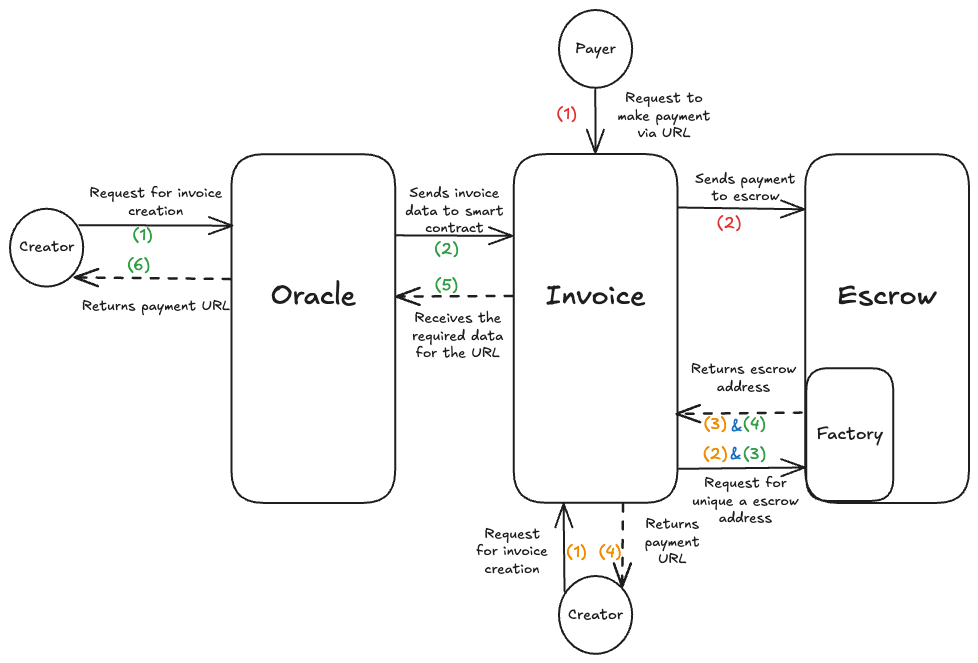 Payer
(1)
Request to
make payment
via URL
Request for invoice
creation
(1)
Creator
(6)
Returns payment URL
Oracle
Sends invoice
data to smart
contract
(2)
(5)
Receives the
required data
for the URL
Invoice
Sends payment
to escrow
(2)
Escrow
Returns escrow
address
(3) & (4)
(2) & (3)
Request for
unique a escrow
address
Factory
Request
for invoice
creation
(1)
(4)
Returns
payment
URL
Creator